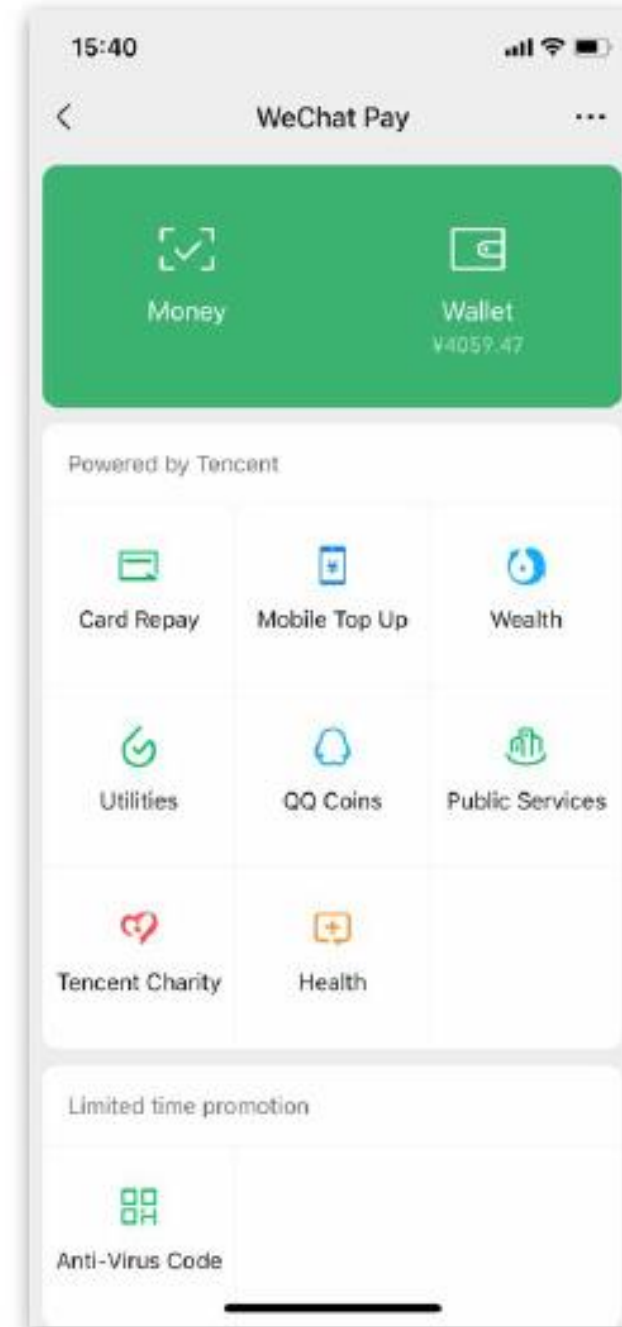 15:40
WeChat Pay
Money
Wallet
¥4059.47
Powered by Tencent
Card Repay
Mobile Top Up
Wealth
Utilities
QQ Coins
Public Services
Tencent Charity
Health
Limited time promotion
Anti-Virus Code